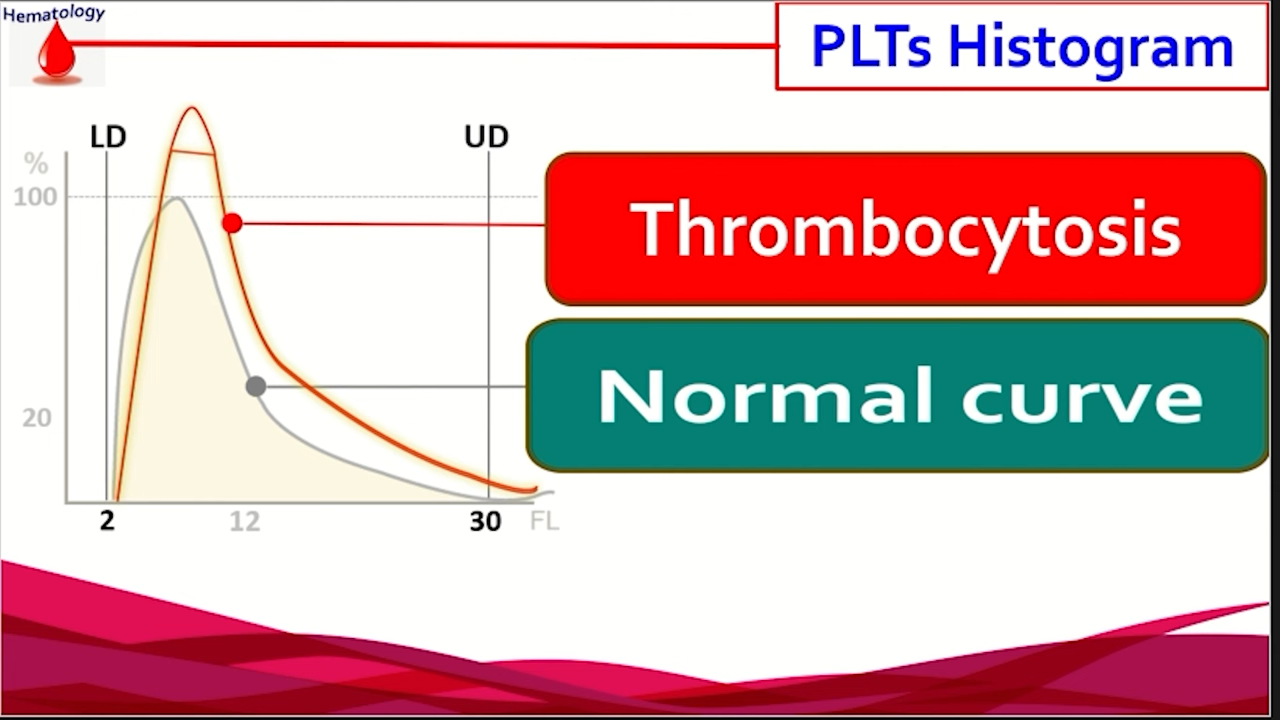 Hematology
PLTs Histogram
LD
UD
%
100
Thrombocytosis
Normal curve
20
2
12
30
FL